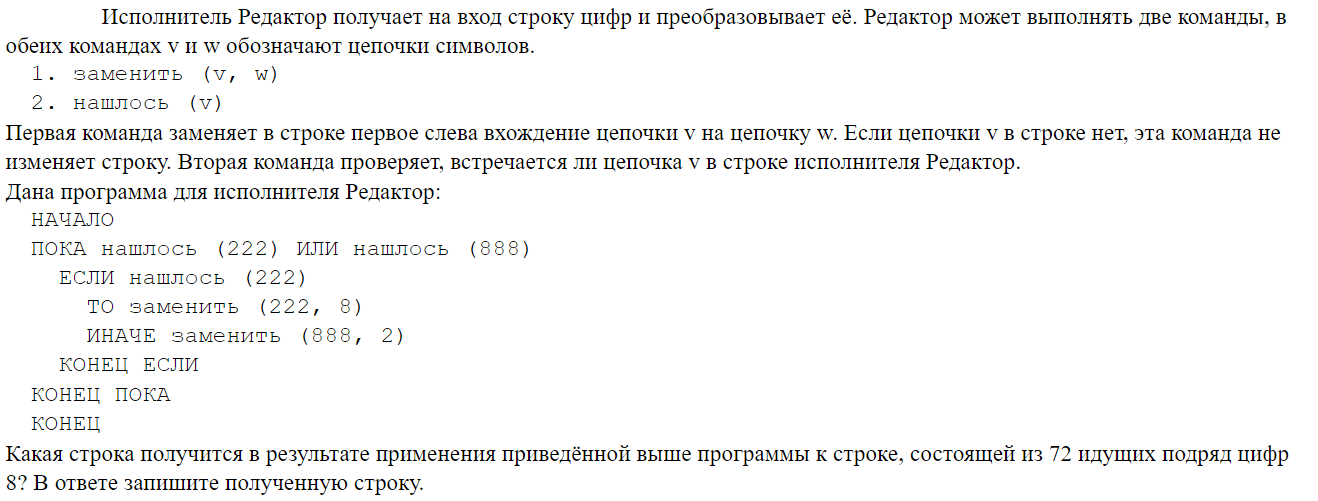 Исполнитель Редактор получает на вход строку цифр и преобразовывает её. Редактор может выполнять две команды, в
обеих командах v и w обозначают цепочки символов.
1. заменить (v, w)
2. нашлось (v)
Первая команда заменяет в строке первое слева вхождение цепочки v на цепочку w. Если цепочки v в строке нет, эта команда не
изменяет строку. Вторая команда проверяет, встречается ли цепочка v в строке исполнителя Редактор.
Дана программа для исполнителя Редактор:
НАЧАЛО
ПОКА нашлось (222) ИЛИ нашлось (888)
ЕСЛИ нашлось (222)
ТО заменить (222, 8)
ИНАЧЕ заменить (888, 2)
КОНЕЦ ЕСЛИ
КОНЕЦ ПОКА
КОНЕЦ
Какая строка получится в результате применения приведённой выше программы к строке, состоящей из 72 идущих подряд цифр
8? В ответе запишите полученную строку.